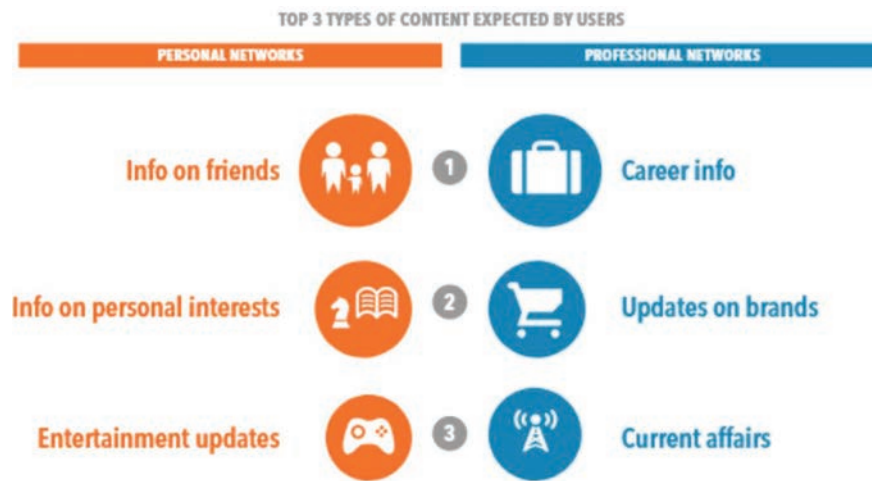 TOP 3 TYPES OF CONTENT EXPECTED BY USERS
PERSONAL NETWORKS
PROFESSIONAL NETWORKS
Info on friends
1
Career info
Info on personal interests
2
Updates on brands
Entertainment updates
3
Current affairs